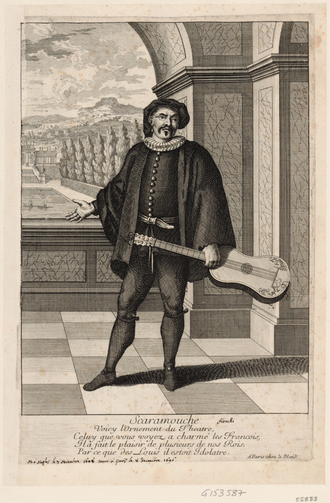 Scaramouche
Voicy l'Ornement du Theatre,
Celuy que vous voyez a charmé les François,
Il a fait le plaisir de plusieurs de nos Rois,
Par ce que des Louis il estoit Idolatre.
A Paris chez le Blond
G153587